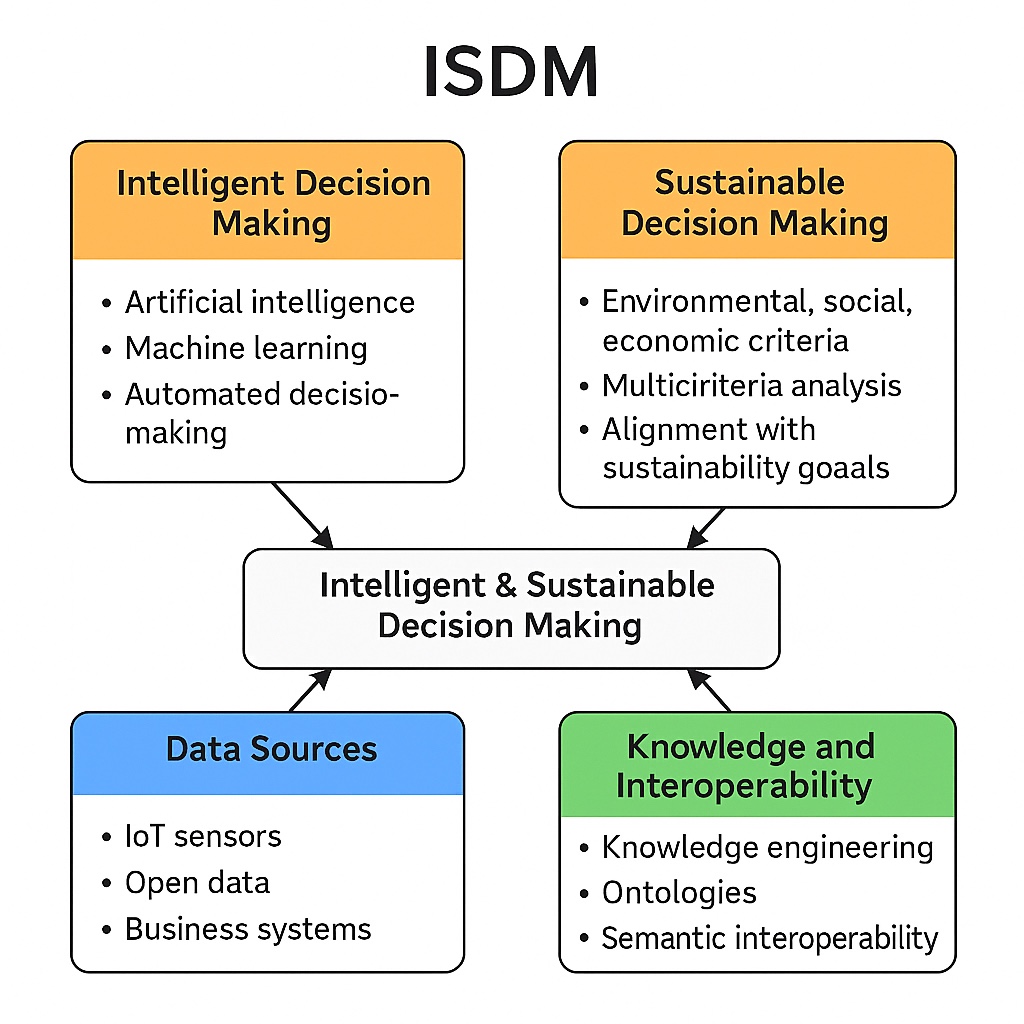 ISDM
Intelligent Decision
Making
• Artificial intelligence
• Machine learning
• Automated decisio-
making
Sustainable
Decision Making
• Environmental, social,
economic criteria
• Multiciriteria analysis
• Alignment with
sustainability goaals
Intelligent & Sustainable
Decision Making
Data Sources
• IoT sensors
• Open data
• Business systems
Knowledge and
Interoperability
• Knowledge engineering
• Ontologies
• Semantic interoperability